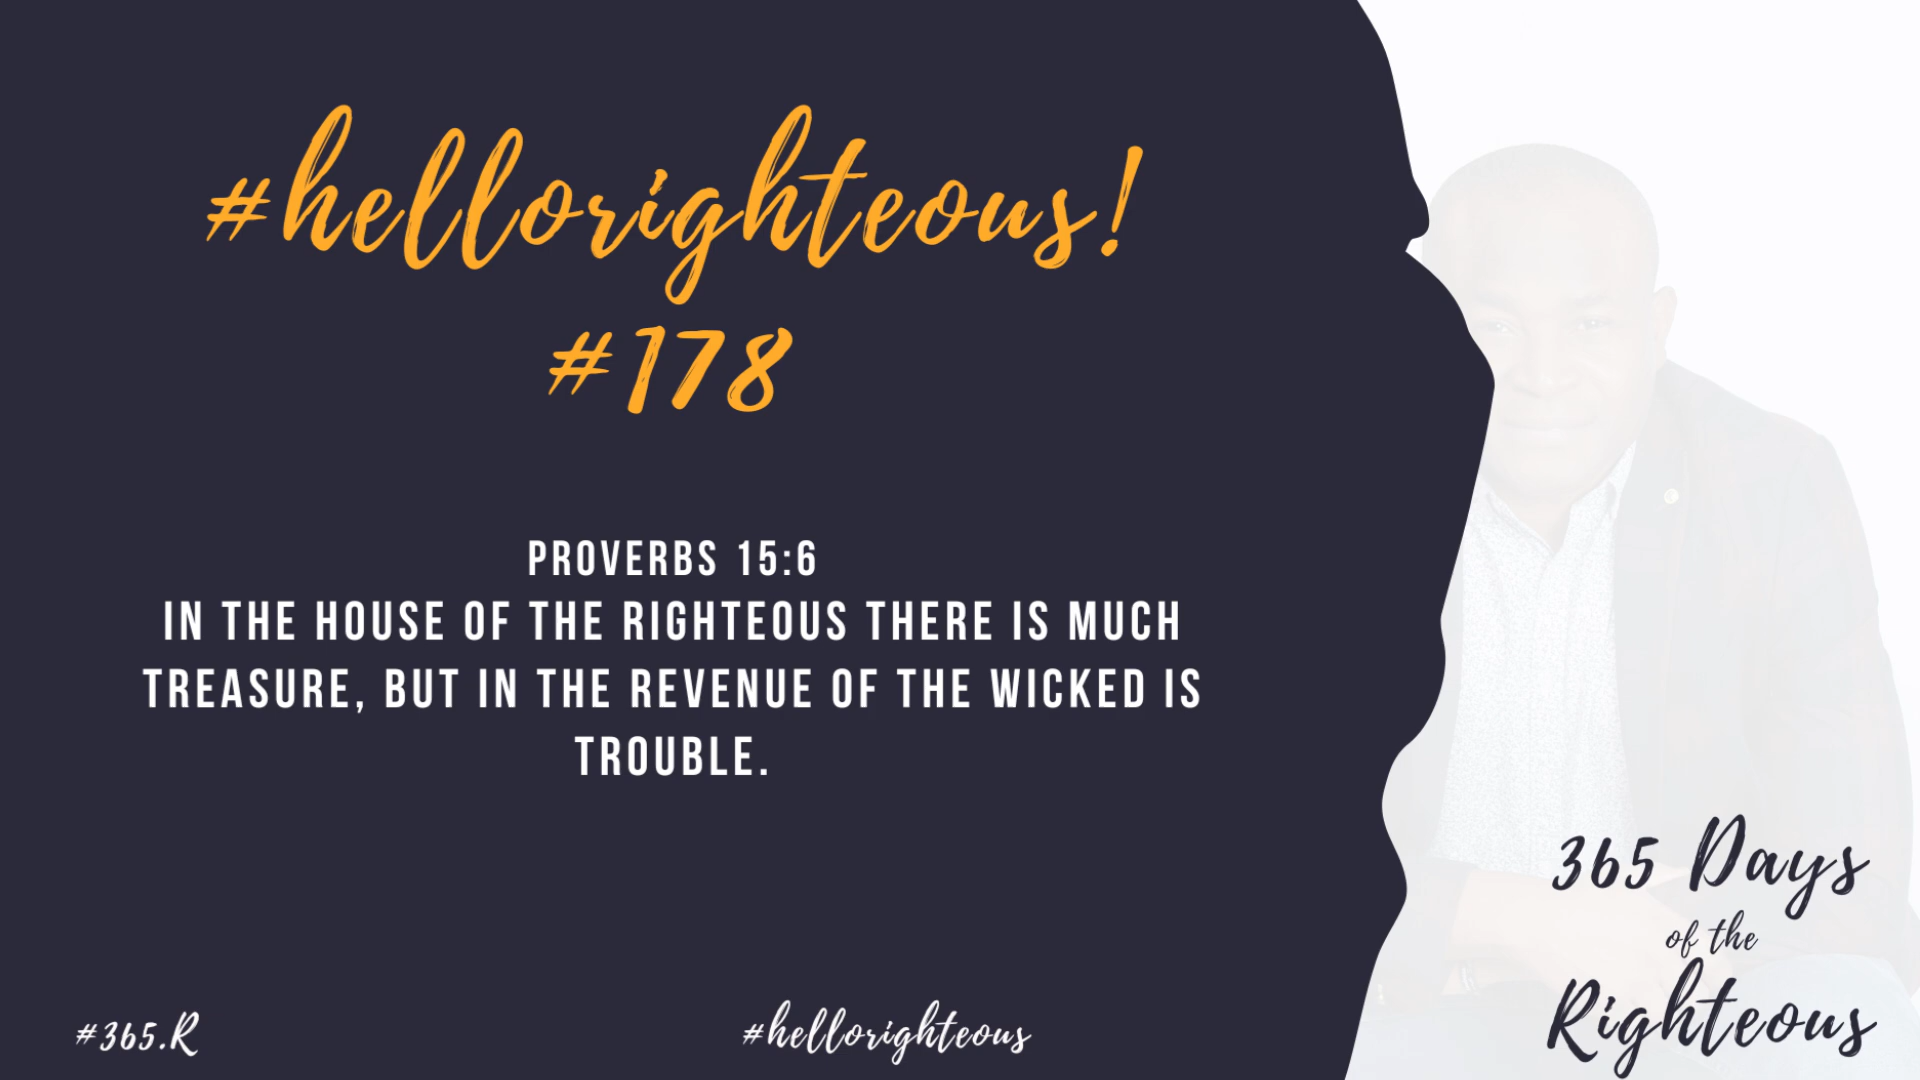 #hellorighteous!
#178
PROVERBS 15:6
IN THE HOUSE OF THE RIGHTEOUS THERE IS MUCH
TREASURE, BUT IN THE REVENUE OF THE WICKED IS
TROUBLE.
#365.R
#hellorighteous
365 Days
of the
Righteous